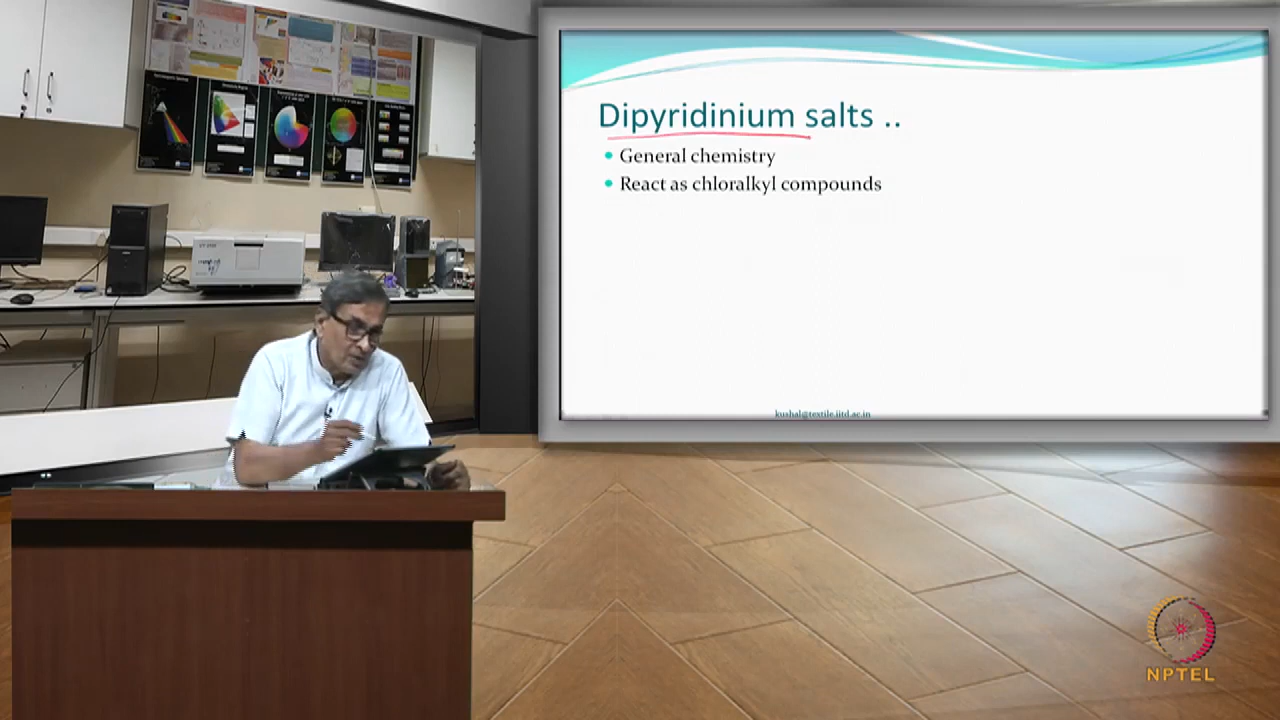 Dipyridinium salts ..
• General chemistry
• React as chloralkyl compounds
kushal@textile.iitd.ac.in
NPTEL